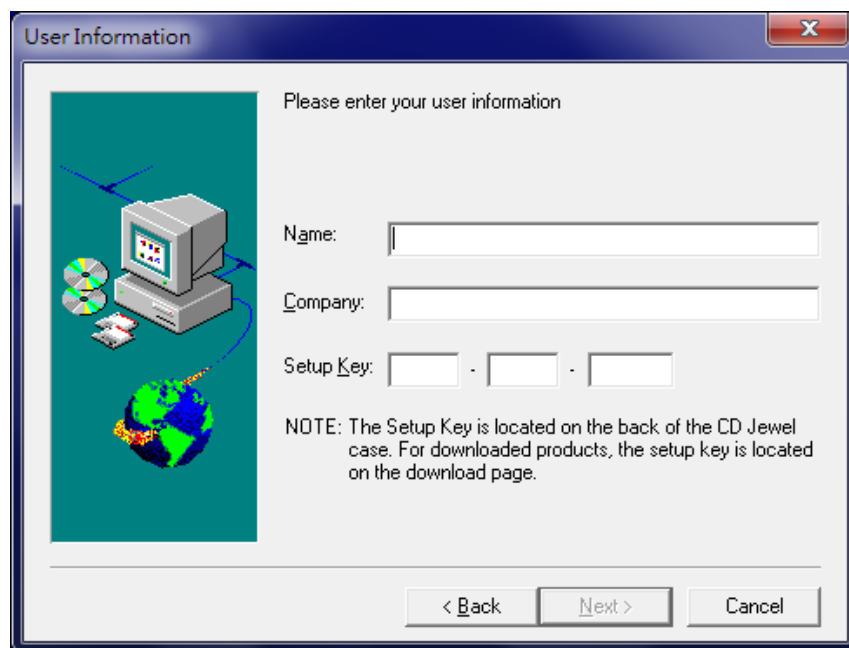 User Information
Please enter your user information
Name:
Company:
Setup Key: - -
NOTE: The Setup Key is located on the back of the CD Jewel
case. For downloaded products, the setup key is located
on the download page.
< Back Next > Cancel